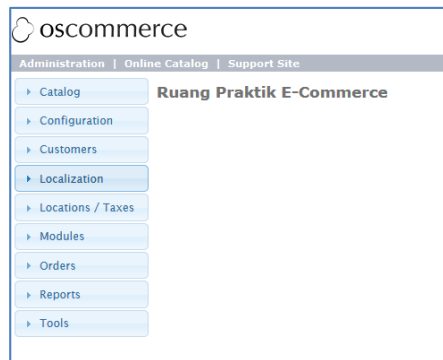 oscommerce
Administration | Online Catalog | Support Site
Catalog
Ruang Praktik E-Commerce
Configuration
Customers
Localization
Locations / Taxes
Modules
Orders
Reports
Tools